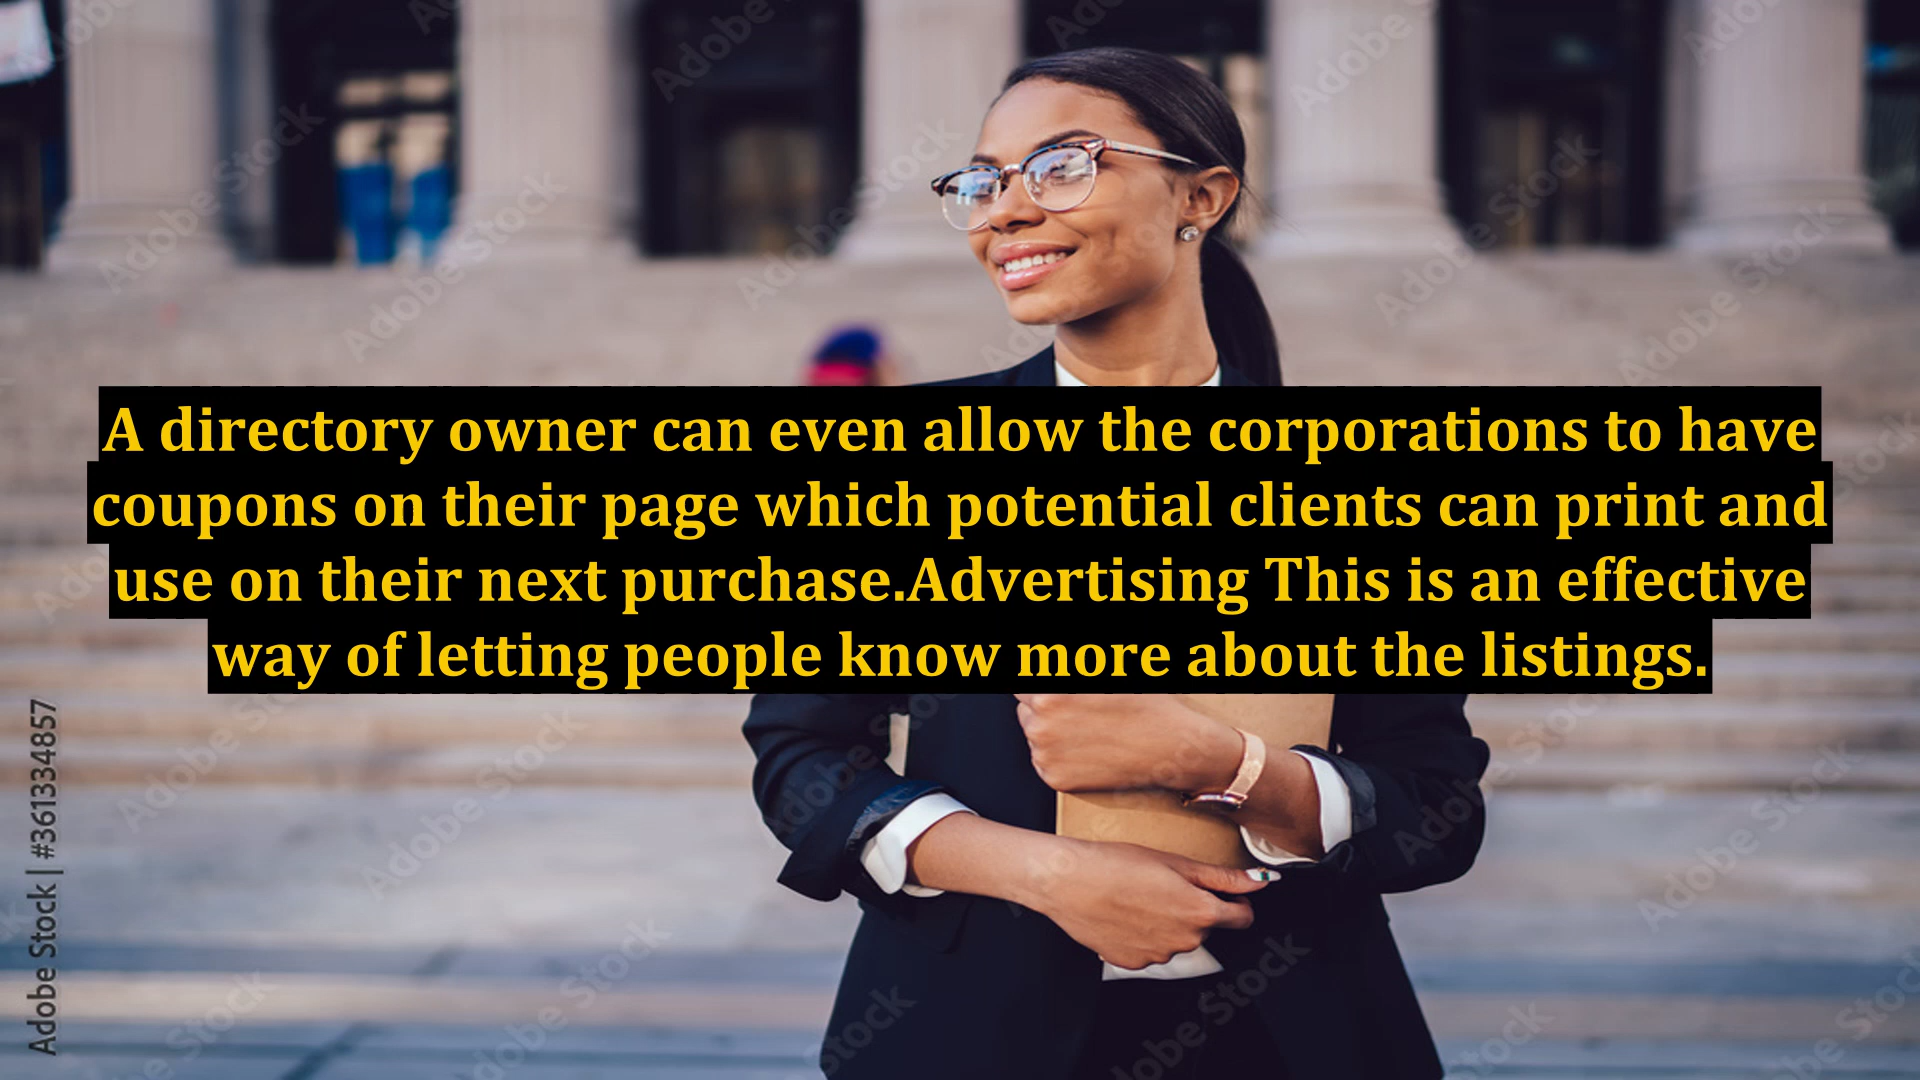 A directory owner can even allow the corporations to have
coupons on their page which potential clients can print and
use on their next purchase.Advertising This is an effective
way of letting people know more about the listings.
Adobe Stock | #361334857
Adobe Stock